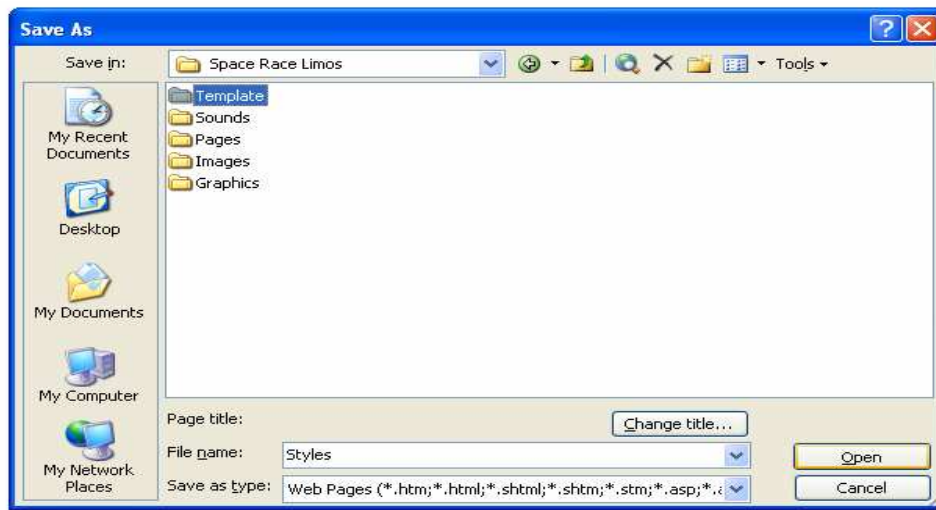 Save As
Save in:
Space Race Limos
Tools
Template
Sounds
Pages
Images
Graphics
My Recent
Documents
Desktop
My Documents
My Computer
My Network
Places
Page title:
Change title...
File name:
Styles
Open
Save as type:
Web Pages (*.htm;*.html;*.shtml;*.shtm;*.stm;*.asp;*.
Cancel